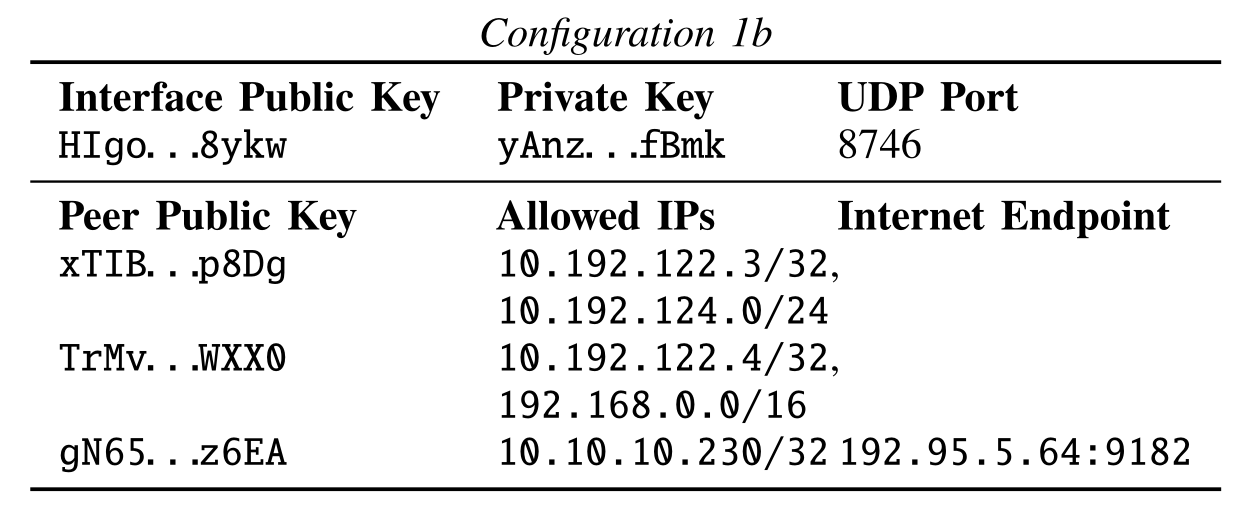 Configuration 1b
Interface Public Key Private Key UDP Port
HIgo...8ykw yAnz...fBmk 8746
Peer Public Key Allowed IPs Internet Endpoint
xTIB...p8Dg 10.192.122.3/32,
10.192.124.0/24
TrMv...WXX0 10.192.122.4/32,
192.168.0.0/16
gN65...z6EA 10.10.10.230/32 192.95.5.64:9182